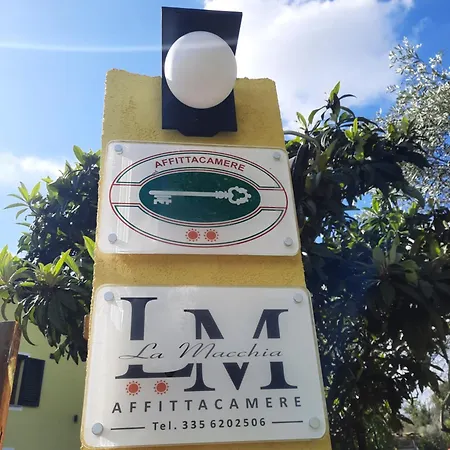 AFFITTACAMERE
LM
La Macchia
AFFITTACAMERE
Tel. 335 6202506